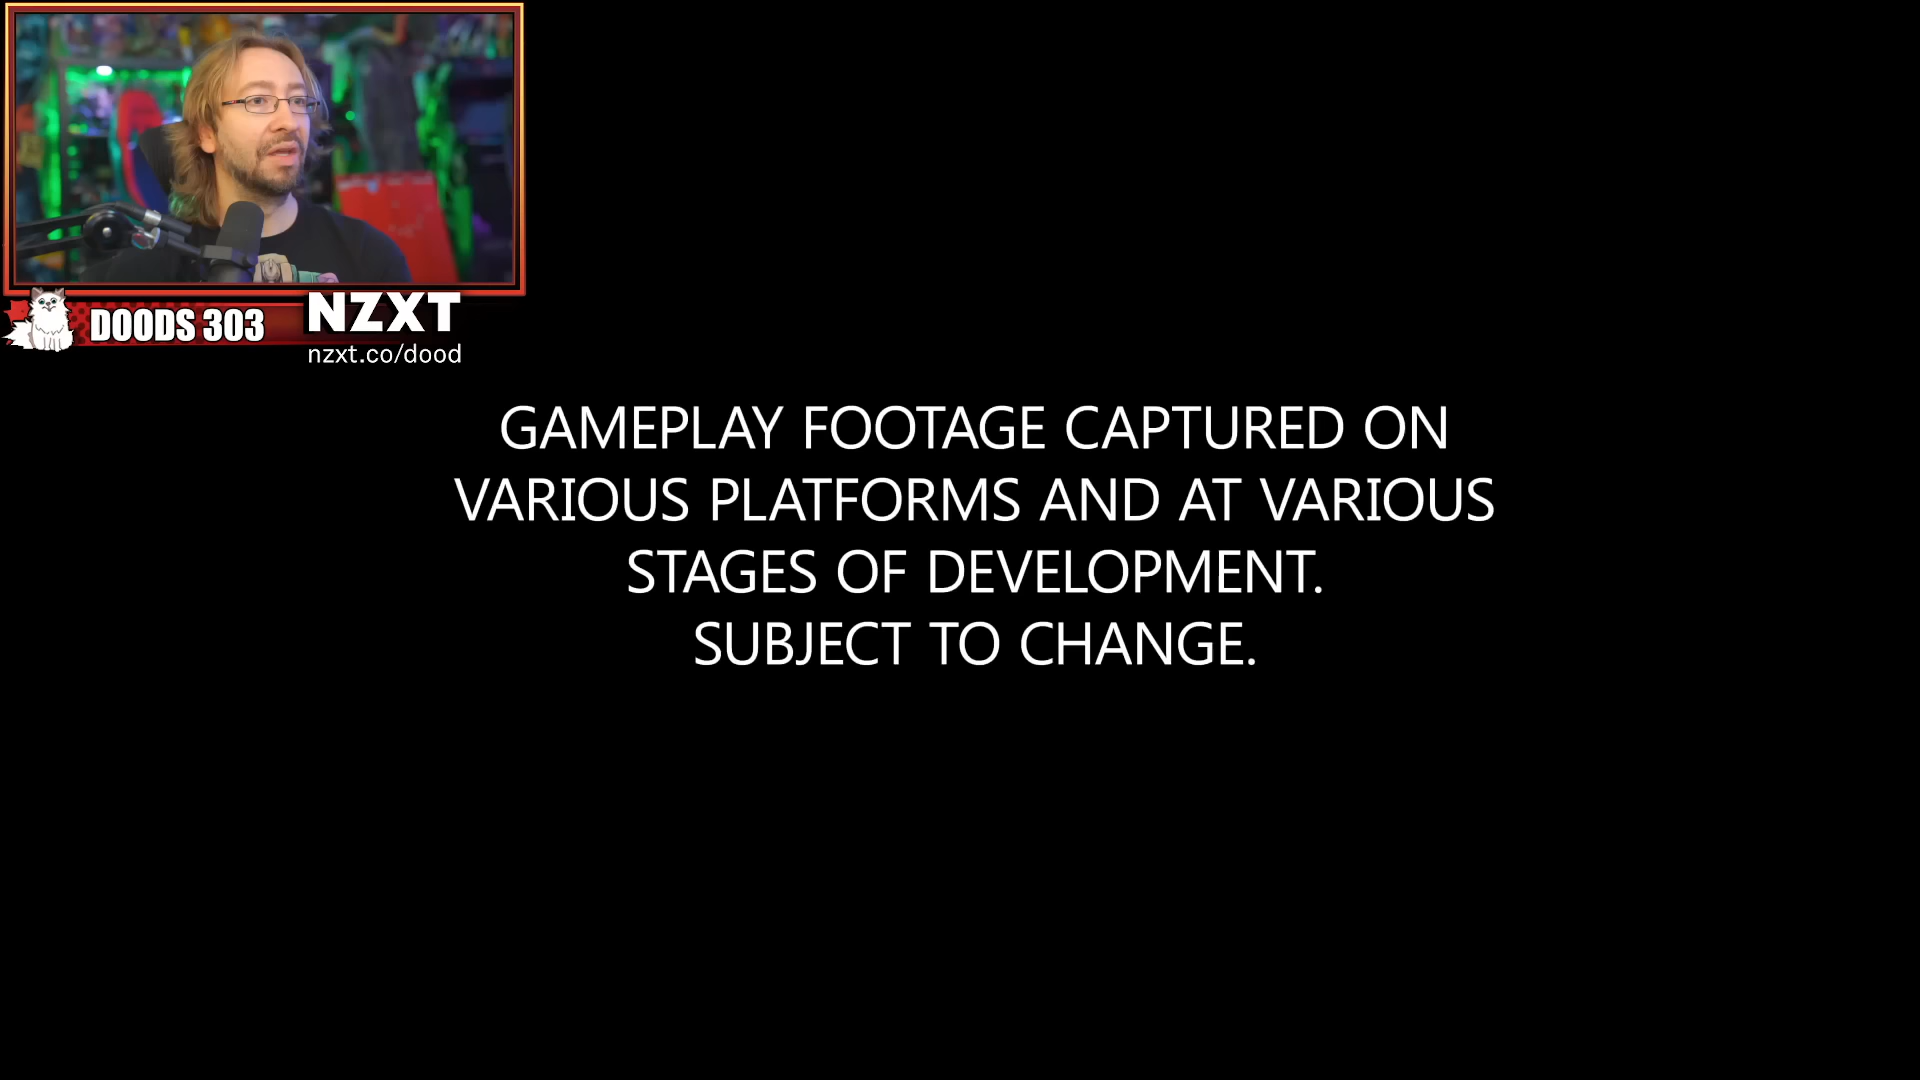 DOODS 303
NZXT
nzxt.co/dood
GAMEPLAY FOOTAGE CAPTURED ON
VARIOUS PLATFORMS AND AT VARIOUS
STAGES OF DEVELOPMENT.
SUBJECT TO CHANGE.